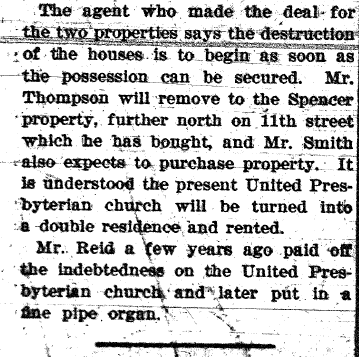 The agent who made the deal for
the two properties says the destruction
of the houses is to begin as soon as
the possession can be secured. Mr.
Thompson will remove to the Spencer
property, further north on 11th street
which he has bought, and Mr. Smith
also expects to purchase property. It
is understood the present United Pres-
byterian church will be turned into
a double residence and rented.
Mr. Reid a few years ago paid off
the indebtedness on the United Pres-
byterian church and later put in a
fine pipe organ.